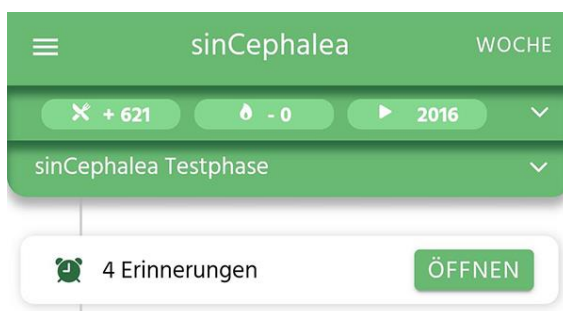 sinCephalea WOCHE
+ 621 - 0 2016
sinCephalea Testphase
4 Erinnerungen ÖFFNEN